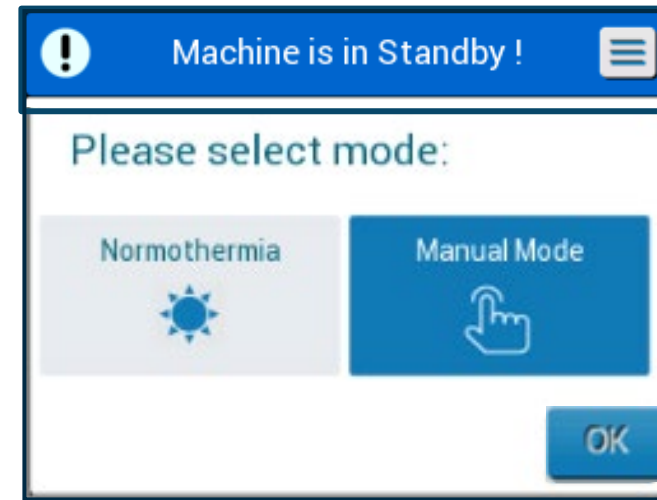 Machine is in Standby !
Please select mode:
Normothermia
Manual Mode
OK